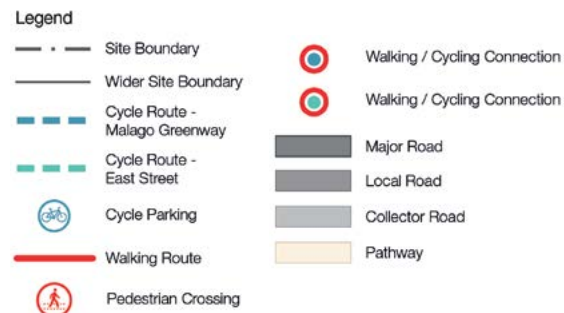 Legend
Site Boundary
Wider Site Boundary
Cycle Route -
Malago Greenway
Cycle Route -
East Street
Cycle Parking
Walking Route
Pedestrian Crossing
Walking / Cycling Connection
Walking / Cycling Connection
Major Road
Local Road
Collector Road
Pathway